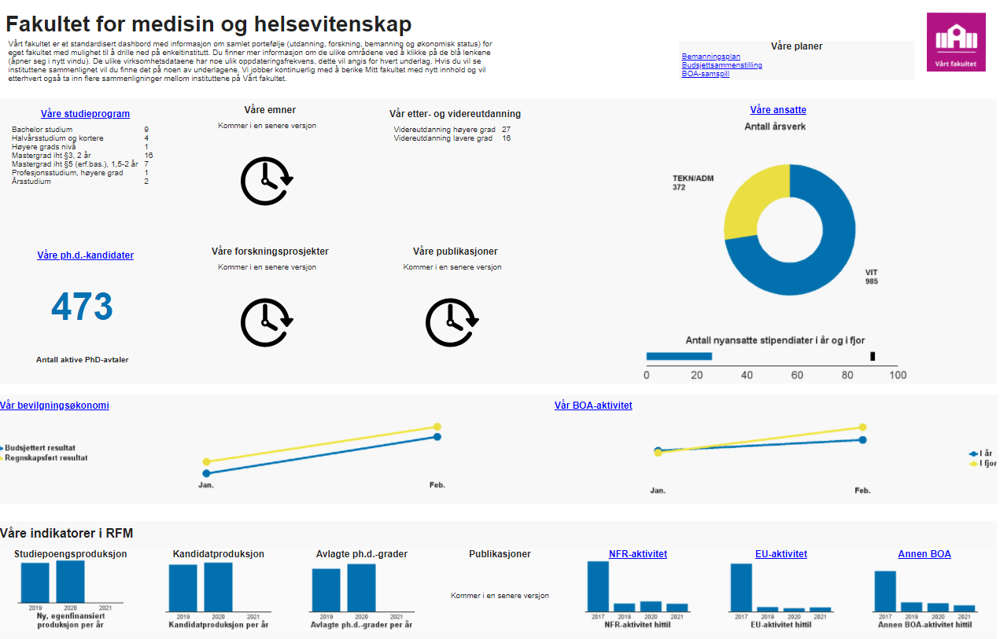 Fakultet for medisin og helsevitenskap
Vårt fakultet er et standardisert dashbord med informasjon om samlet portefølje (utdanning, forskning, bemanning og økonomisk status) for
eget fakultet med mulighet til å drille ned på enkeltinstitutt. Du finner mer informasjon om de ulike områdene ved å klikke på de blå lenkene
(åpner seg i nytt vindu). De ulike virksomhetsdataene har noe ulik oppdateringsfrekvens, dette vil angis for hvert underlag. Hvis du vil se
instituttene sammenlignet vil du finne det på noen av underlagene. Vi jobber kontinuerlig med å berike Mitt fakultet med nytt innhold og vil
etterhvert også ta inn flere sammenligninger mellom instituttene på Vårt fakultet.
Våre planer
Bemanningsplan
Budsjettsammenstilling
BOA-samspill
Vårt fakultet
Våre studieprogram
Bachelor studium 9
Halvårsstudium og kortere 4
Høyere grads nivå 1
Mastergrad iht §3, 2 år 16
Mastergrad iht §5 (erf.bas.), 1,5-2 år 7
Profesjonsstudium, høyere grad 1
Årsstudium 2
Våre emner
Kommer i en senere versjon
Vår etter- og videreutdanning
Videreutdanning høyere grad 27
Videreutdanning lavere grad 16
Våre ansatte
Antall årsverk
TEKN/ADM
372
VIT
985
Våre ph.d.-kandidater
473
Antall aktive PhD-avtaler
Våre forskningsprosjekter
Kommer i en senere versjon
Våre publikasjoner
Kommer i en senere versjon
Antall nyansatte stipendiater i år og i fjor
0 20 40 60 80 100
Vår bevilgningsøkonomi
Budsjettert resultat
Regnskapsført resultat
Jan. Feb.
Vår BOA-aktivitet
Jan. Feb.
I år
I fjor
Våre indikatorer i RFM
Studiepoengsproduksjon
2019 2020 2021
Ny, egenfinansiert
produksjon per år
Kandidatproduksjon
2019 2020 2021
Kandidatproduksjon per år
Avlagte ph.d.-grader
2019 2020 2021
Avlagte ph.d.-grader per år
Publikasjoner
Kommer i en senere versjon
NFR-aktivitet
2017 2019 2020 2021
NFR-aktivitet hittil
EU-aktivitet
2017 2019 2020 2021
EU-aktivitet hittil
Annen BOA
2017 2019 2020 2021
Annen BOA-aktivitet hittil